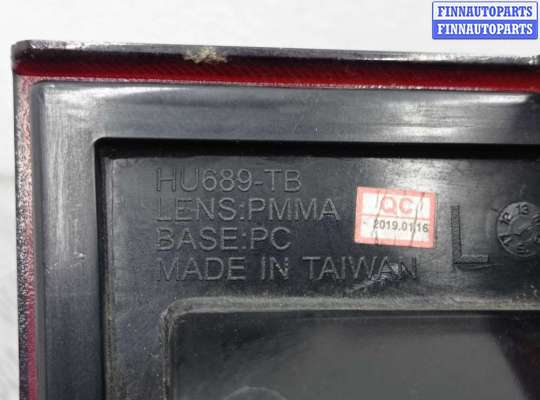 FINNAUTOPARTS
FINNAUTOPARTS
HU689-TB
LENS:PMMA
BASE:PC
MADE IN TAIWAN
QC
2019.01.16
L